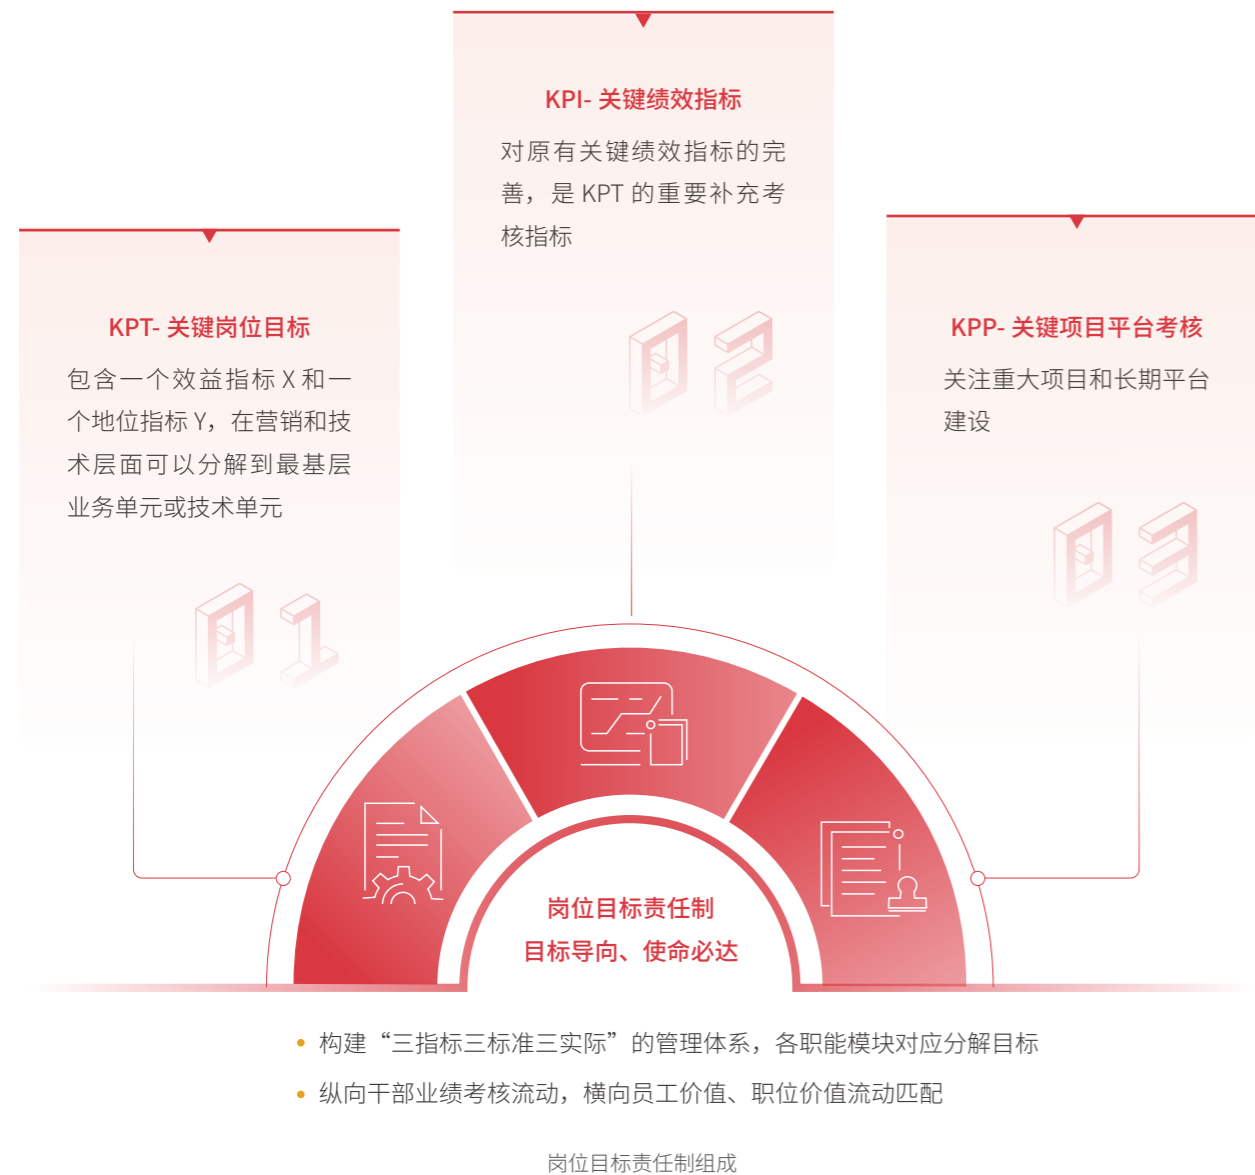 KPT- 关键岗位目标
包含一个效益指标 X 和一
个地位指标 Y，在营销和技
术层面可以分解到最基层
业务单元或技术单元
01
KPI- 关键绩效指标
对原有关键绩效指标的完
善，是 KPT 的重要补充考
核指标
02
KPP- 关键项目平台考核
关注重大项目和长期平台
建设
03
岗位目标责任制
目标导向、使命必达
• 构建“三指标三标准三实际”的管理体系，各职能模块对应分解目标
• 纵向干部业绩考核流动，横向员工价值、职位价值流动匹配
岗位目标责任制组成